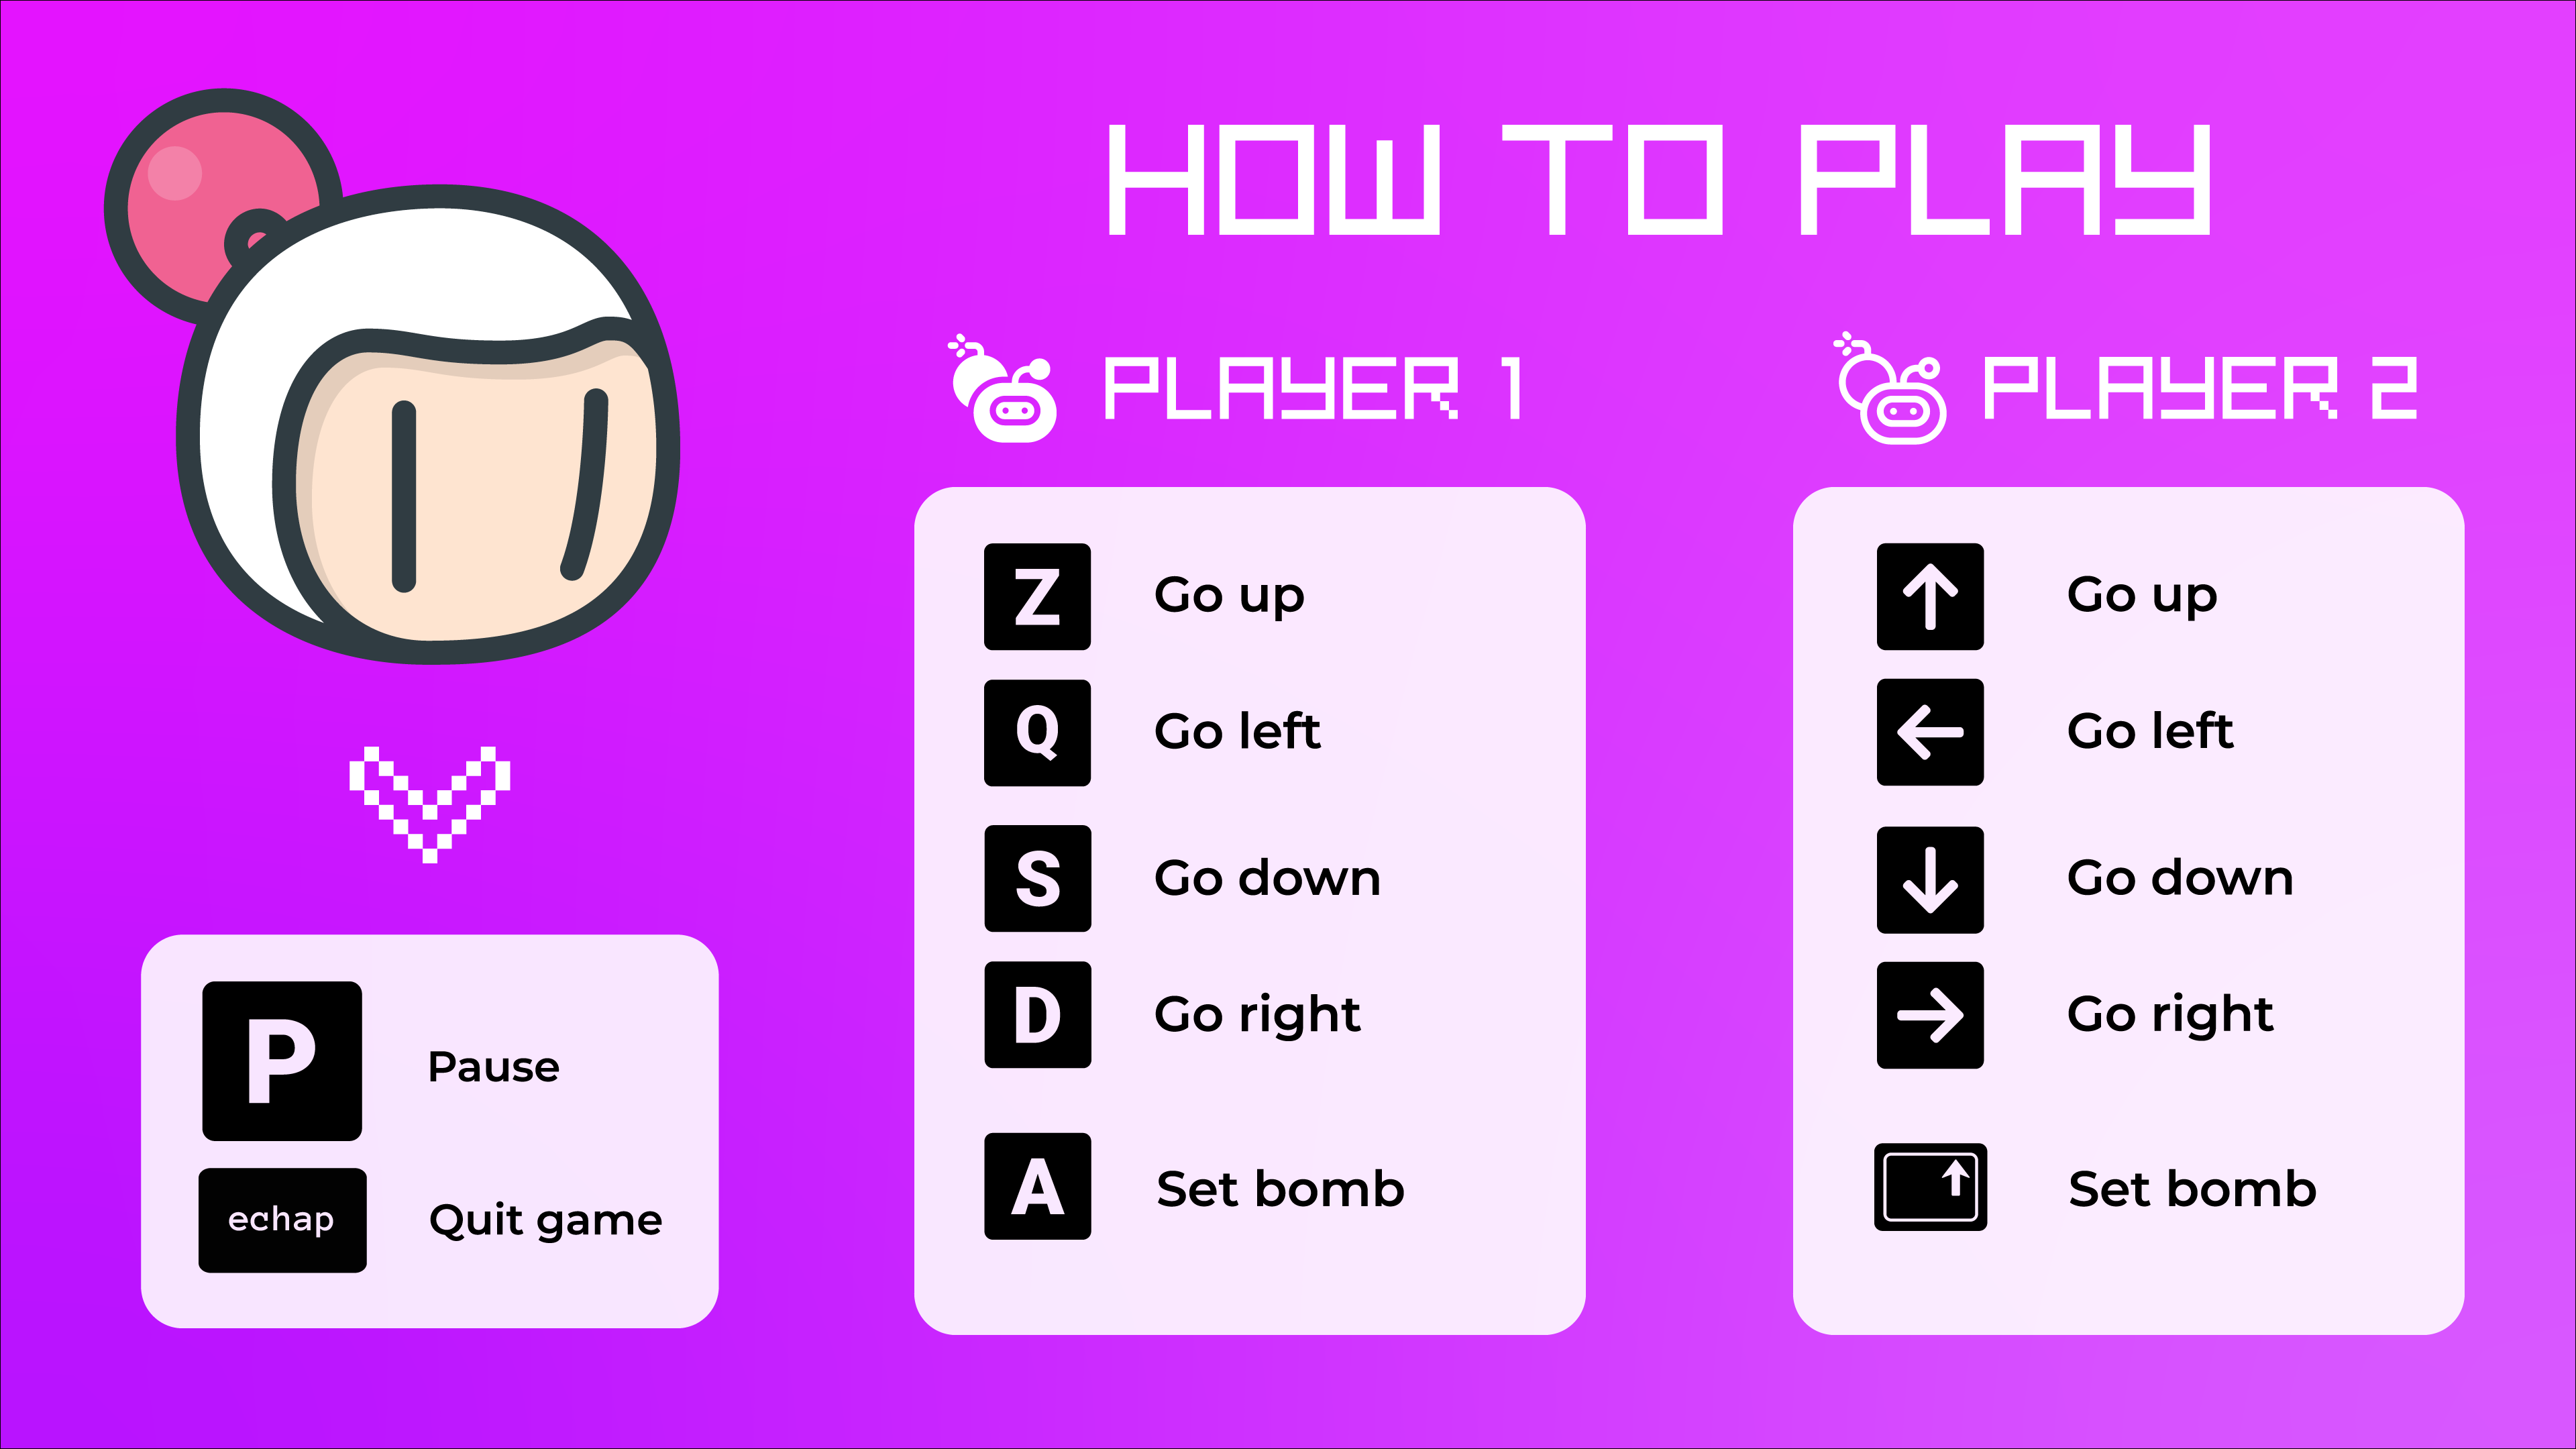 HOW TO PLAY
PLAYER 1
Z Go up
Q Go left
S Go down
D Go right
A Set bomb
PLAYER 2
↑ Go up
← Go left
↓ Go down
→ Go right
Set bomb
P Pause
echap Quit game